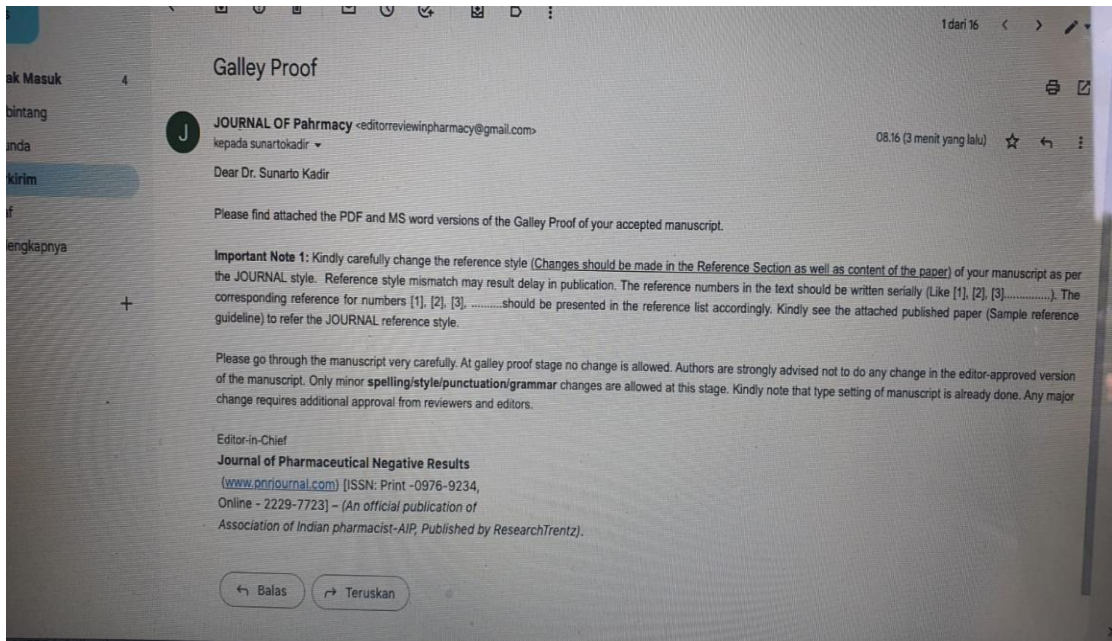 1 dari 16
Galley Proof
ak Masuk 4
bintang
unda
kirim
af
engkapnya
J
JOURNAL OF Pahrmacy <editorreviewinpharmacy@gmail.com>
08.16 (3 menit yang lalu)
kepada sunartokadir
Dear Dr. Sunarto Kadir
Please find attached the PDF and MS word versions of the Galley Proof of your accepted manuscript.
Important Note 1: Kindly carefully change the reference style (Changes should be made in the Reference Section as well as content of the paper) of your manuscript as per
the JOURNAL style. Reference style mismatch may result delay in publication. The reference numbers in the text should be written serially (Like [1], [2], [3]...............). The
corresponding reference for numbers [1], [2], [3], ..........should be presented in the reference list accordingly. Kindly see the attached published paper (Sample reference
guideline) to refer the JOURNAL reference style.
Please go through the manuscript very carefully. At galley proof stage no change is allowed. Authors are strongly advised not to do any change in the editor-approved version
of the manuscript. Only minor spelling/style/punctuation/grammar changes are allowed at this stage. Kindly note that type setting of manuscript is already done. Any major
change requires additional approval from reviewers and editors.
Editor-in-Chief
Journal of Pharmaceutical Negative Results
(www.pnrjournal.com) [ISSN: Print -0976-9234,
Online - 2229-7723] – (An official publication of
Association of Indian pharmacist-AIP, Published by ResearchTrentz).
Balas
Teruskan